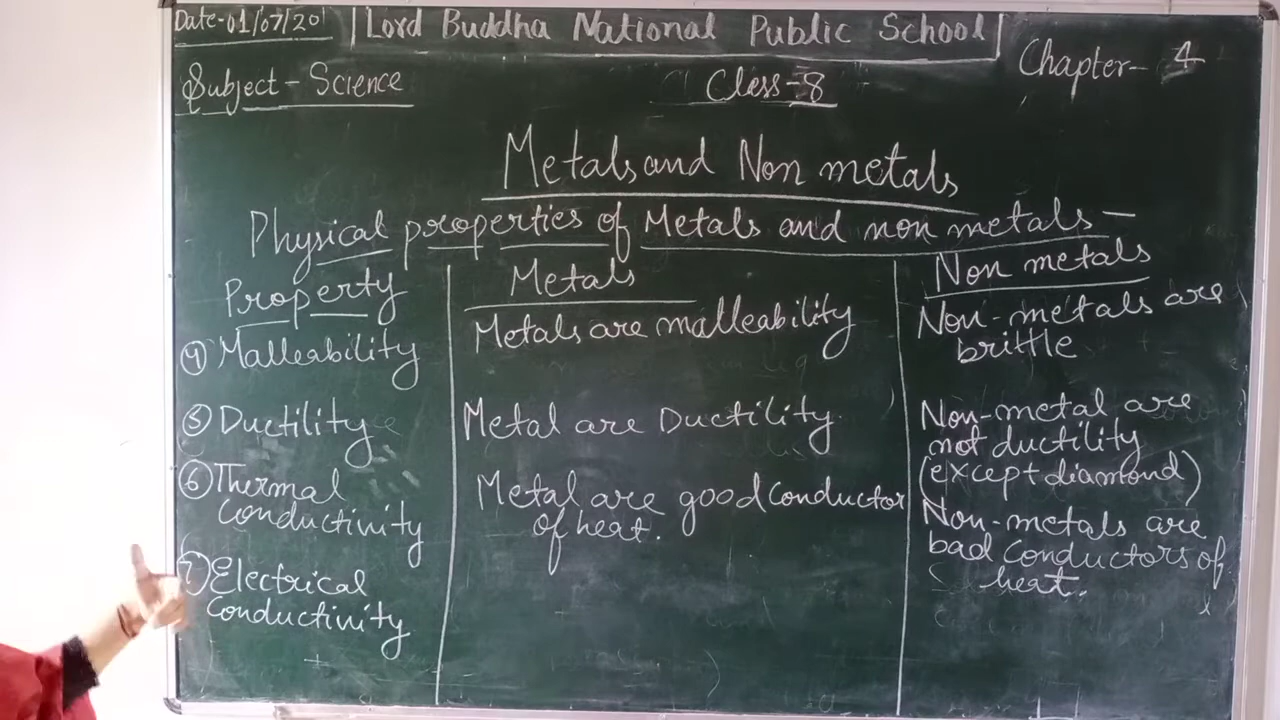 Date-01/07/20
Lord Buddha National Public School
Chapter- 4
Subject - Science
Class-8
Metals and Non metals
Physical properties of Metals and non metals -
Property
Metals
Non metals
④ Malleability
Metals are malleability
Non-metals are
brittle
⑤ Ductility
Metal are Ductility.
Non-metal are
not ductility
(except diamond)
⑥ Thermal
Conductivity
Metal are good conductor
of heat.
Non-metals are
bad conductors of
heat.
⑦ Electrical
Conductivity